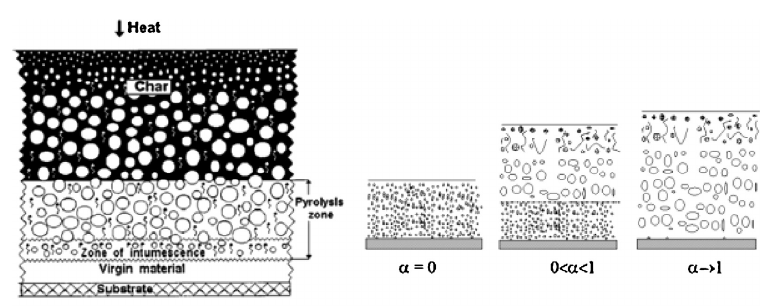 Heat
Char
Pyrolysis
zone
Zone of intumescence
Virgin material
Substrate
α = 0
0<α<1
α→1